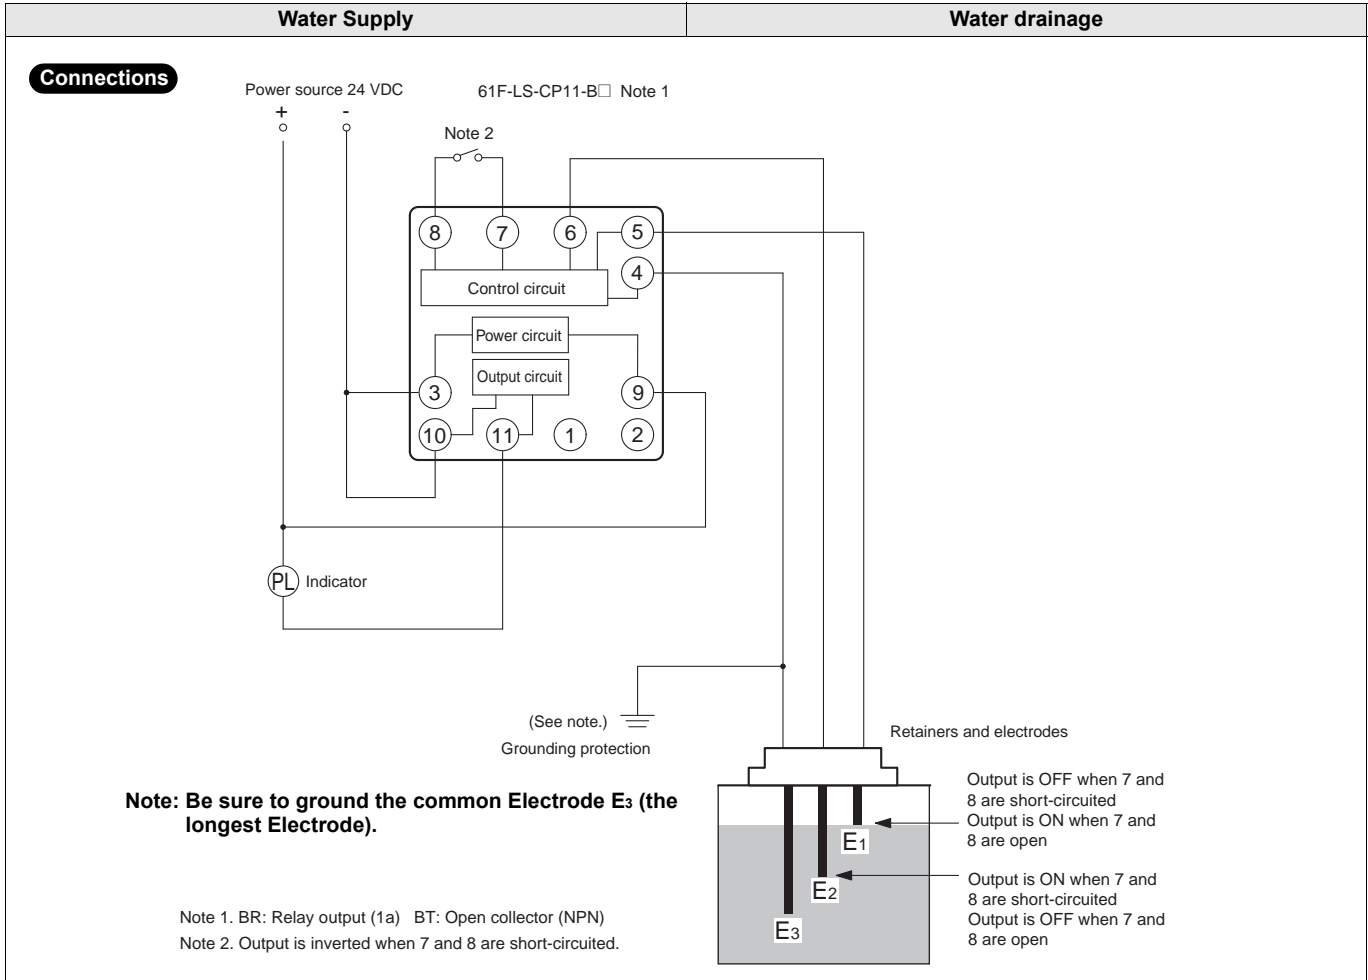 Water Supply
Water drainage
Connections
Power source 24 VDC
61F-LS-CP11-B□ Note 1
+
-
Note 2
8
7
6
5
4
Control circuit
Power circuit
Output circuit
3
9
10
11
1
2
PL
Indicator
(See note.)
Grounding protection
Retainers and electrodes
Note: Be sure to ground the common Electrode E3 (the
longest Electrode).
Output is OFF when 7 and
8 are short-circuited
Output is ON when 7 and
8 are open
E1
Output is ON when 7 and
8 are short-circuited
Output is OFF when 7 and
8 are open
E2
E3
Note 1. BR: Relay output (1a) BT: Open collector (NPN)
Note 2. Output is inverted when 7 and 8 are short-circuited.